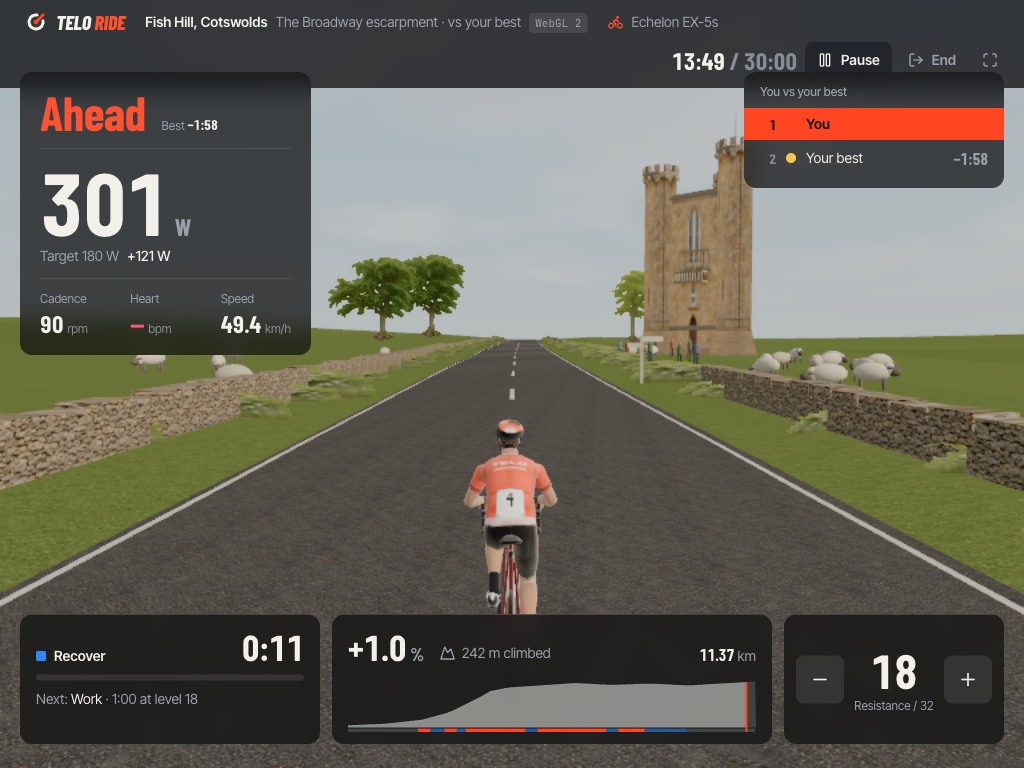 TELO RIDE Fish Hill, Cotswolds The Broadway escarpment · vs your best WebGL 2 Echelon EX-5s
13:49 / 30:00 Pause End
Ahead Best −1:58
301 W
Target 180 W +121 W
Cadence Heart Speed
90 rpm — bpm 49.4 km/h
You vs your best
1 You
2 Your best −1:58
TELO
4
Recover 0:11
Next: Work · 1:00 at level 18
+1.0 % 242 m climbed 11.37 km
− 18 +
Resistance / 32